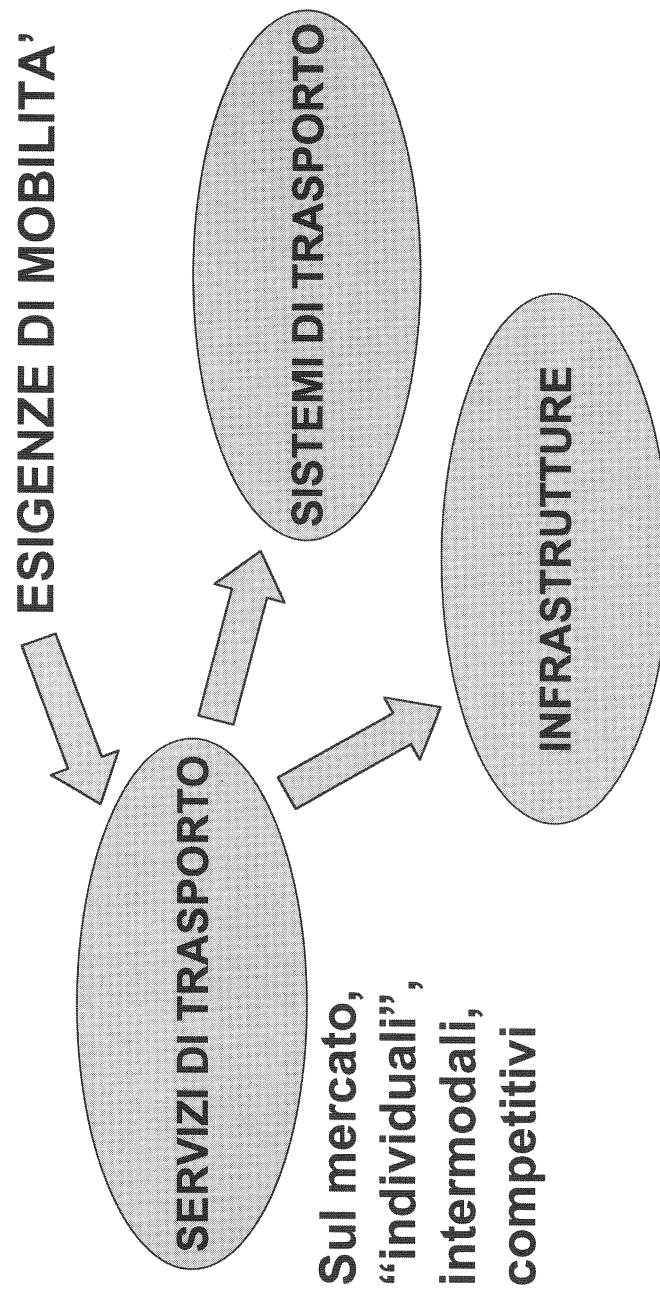 ESIGENZE DI MOBILITA’
SERVIZI DI TRASPORTO
SISTEMI DI TRASPORTO
Sul mercato,
“individuali”,
intermodali,
competitivi
INFRASTRUTTURE